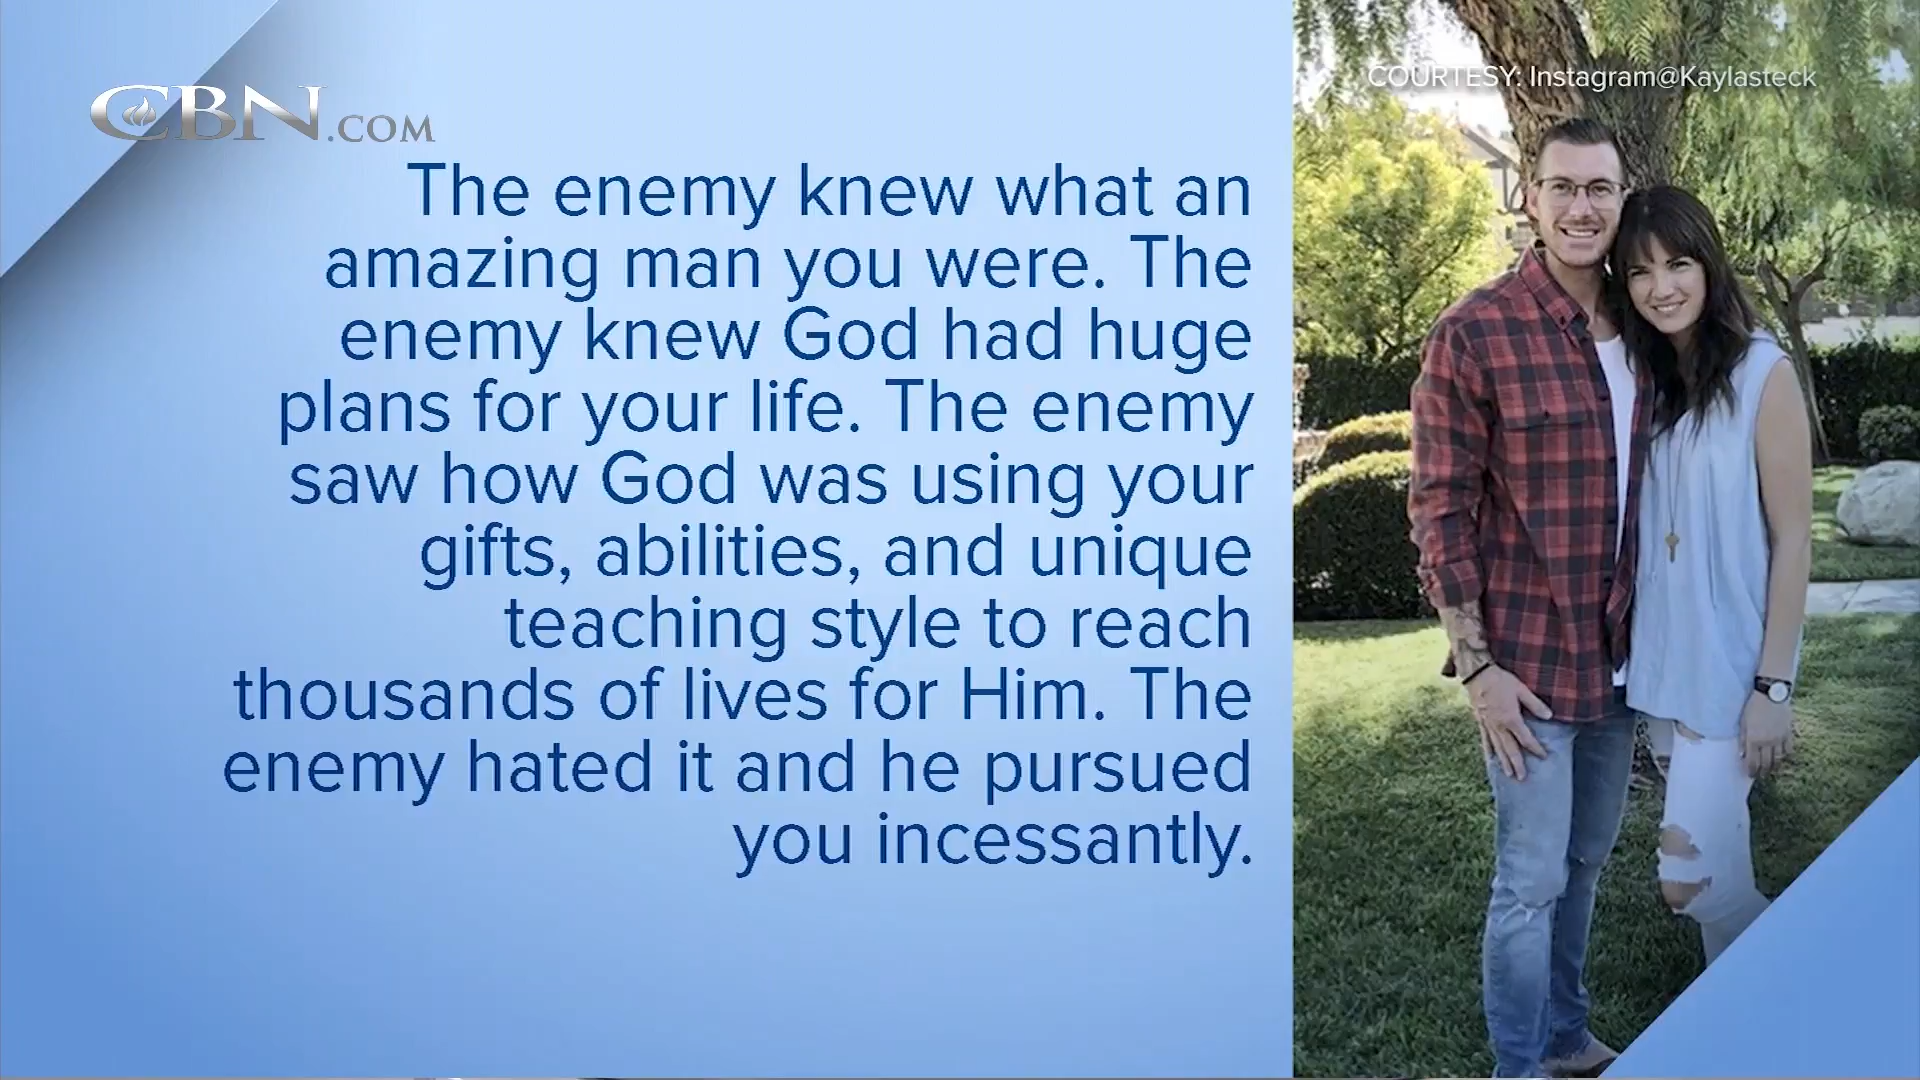 CBN.COM
COURTESY: Instagram@Kaylasteck
The enemy knew what an
amazing man you were. The
enemy knew God had huge
plans for your life. The enemy
saw how God was using your
gifts, abilities, and unique
teaching style to reach
thousands of lives for Him. The
enemy hated it and he pursued
you incessantly.